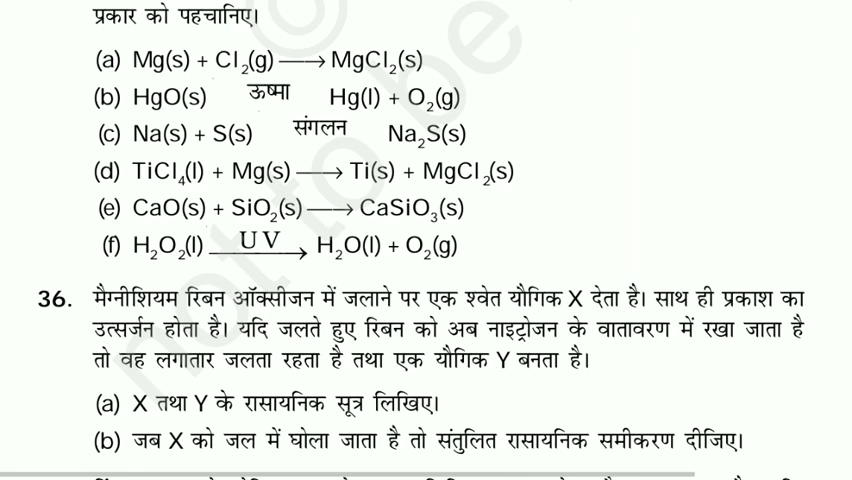 प्रकार को पहचानिए।
(a) Mg(s) + Cl₂(g) ⟶ MgCl₂(s)
(b) HgO(s) ऊष्मा Hg(l) + O₂(g)
(c) Na(s) + S(s) संगलन Na₂S(s)
(d) TiCl₄(l) + Mg(s) ⟶ Ti(s) + MgCl₂(s)
(e) CaO(s) + SiO₂(s) ⟶ CaSiO₃(s)
(f) H₂O₂(l) UV ⟶ H₂O(l) + O₂(g)
36. मैग्नीशियम रिबन ऑक्सीजन में जलाने पर एक श्वेत यौगिक X देता है। साथ ही प्रकाश का
उत्सर्जन होता है। यदि जलते हुए रिबन को अब नाइट्रोजन के वातावरण में रखा जाता है
तो वह लगातार जलता रहता है तथा एक यौगिक Y बनता है।
(a) X तथा Y के रासायनिक सूत्र लिखिए।
(b) जब X को जल में घोला जाता है तो संतुलित रासायनिक समीकरण दीजिए।
not to be